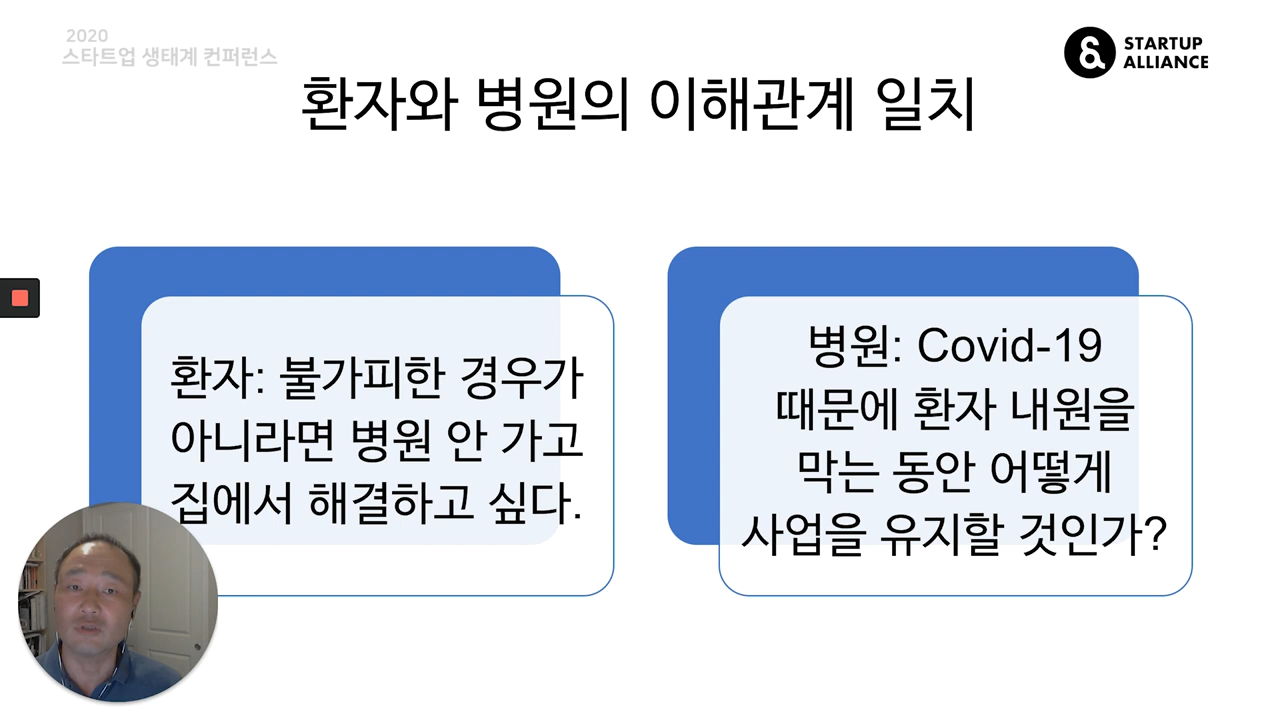 2020
스타트업 생태계 컨퍼런스
STARTUP
ALLIANCE
환자와 병원의 이해관계 일치
환자: 불가피한 경우가
아니라면 병원 안 가고
집에서 해결하고 싶다.
병원: Covid-19
때문에 환자 내원을
막는 동안 어떻게
사업을 유지할 것인가?